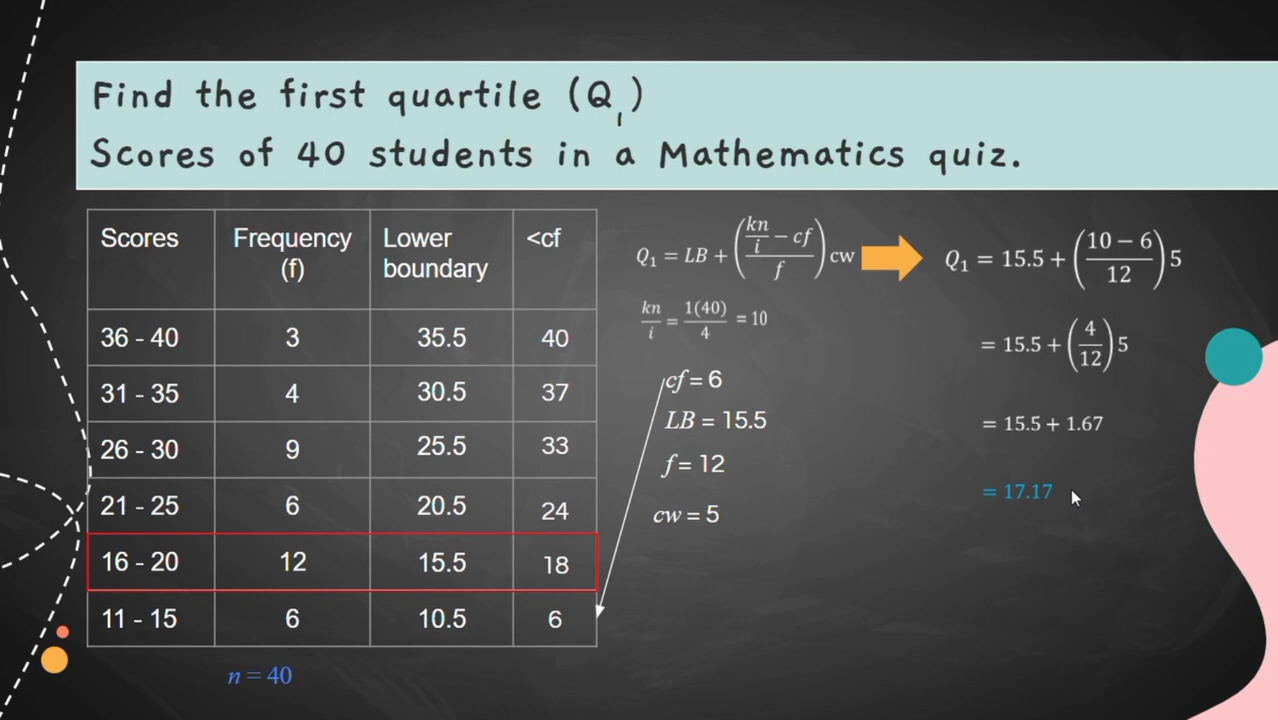 Find the first quartile (Q₁)
Scores of 40 students in a Mathematics quiz.
Scores Frequency (f) Lower boundary <cf
36 - 40 3 35.5 40
31 - 35 4 30.5 37
26 - 30 9 25.5 33
21 - 25 6 20.5 24
16 - 20 12 15.5 18
11 - 15 6 10.5 6
n = 40
Q₁ = LB + ((kn/i − cf)/f) cw
kn/i = 1(40)/4 = 10
cf = 6
LB = 15.5
f = 12
cw = 5
Q₁ = 15.5 + ((10 − 6)/12) 5
= 15.5 + (4/12) 5
= 15.5 + 1.67
= 17.17